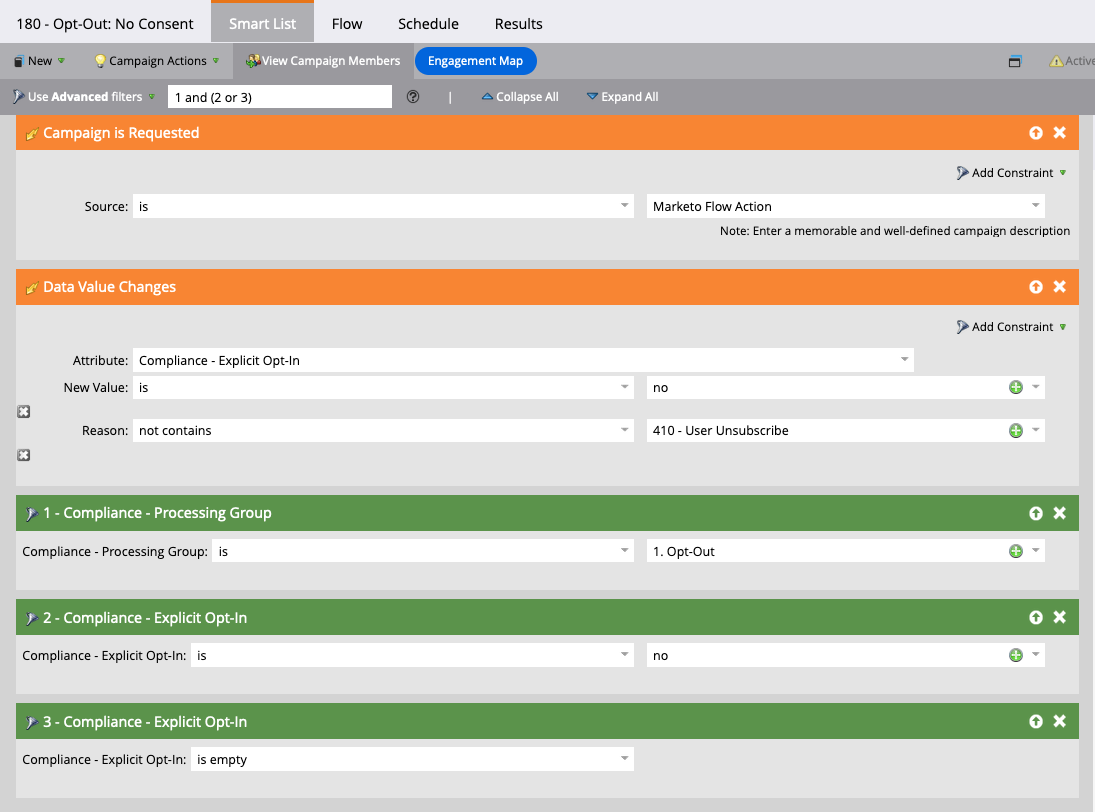 180 - Opt-Out: No Consent Smart List Flow Schedule Results
New Campaign Actions View Campaign Members Engagement Map Active
Use Advanced filters 1 and (2 or 3) ? | Collapse All Expand All
Campaign is Requested
Add Constraint
Source: is Marketo Flow Action
Note: Enter a memorable and well-defined campaign description
Data Value Changes
Add Constraint
Attribute: Compliance - Explicit Opt-In
New Value: is no
Reason: not contains 410 - User Unsubscribe
1 - Compliance - Processing Group
Compliance - Processing Group: is 1. Opt-Out
2 - Compliance - Explicit Opt-In
Compliance - Explicit Opt-In: is no
3 - Compliance - Explicit Opt-In
Compliance - Explicit Opt-In: is empty